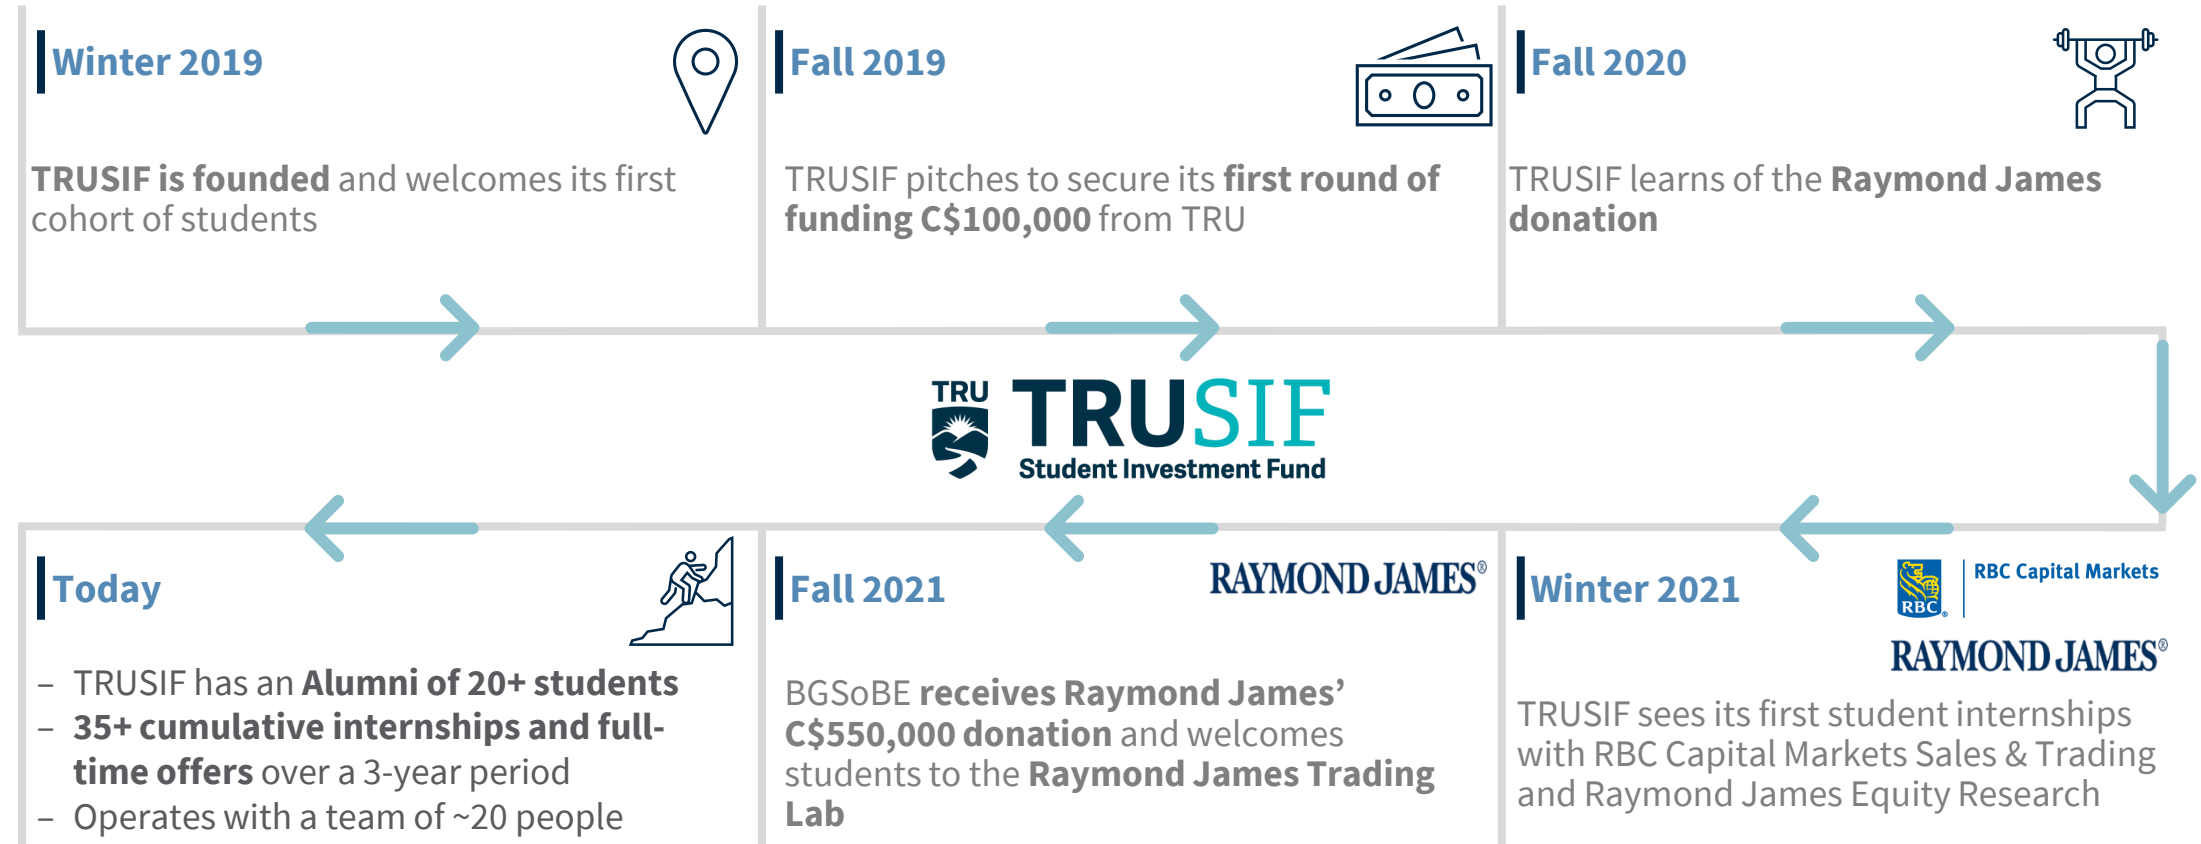 Winter 2019
TRUSIF is founded and welcomes its first
cohort of students
Fall 2019
TRUSIF pitches to secure its first round of
funding C$100,000 from TRU
Fall 2020
TRUSIF learns of the Raymond James
donation
TRU
TRUSIF
Student Investment Fund
Winter 2021
RBC
®
RBC Capital Markets
RAYMOND JAMES®
TRUSIF sees its first student internships
with RBC Capital Markets Sales & Trading
and Raymond James Equity Research
Fall 2021
RAYMOND JAMES®
BGSoBE receives Raymond James’
C$550,000 donation and welcomes
students to the Raymond James Trading
Lab
Today
– TRUSIF has an Alumni of 20+ students
– 35+ cumulative internships and full-
time offers over a 3-year period
– Operates with a team of ~20 people